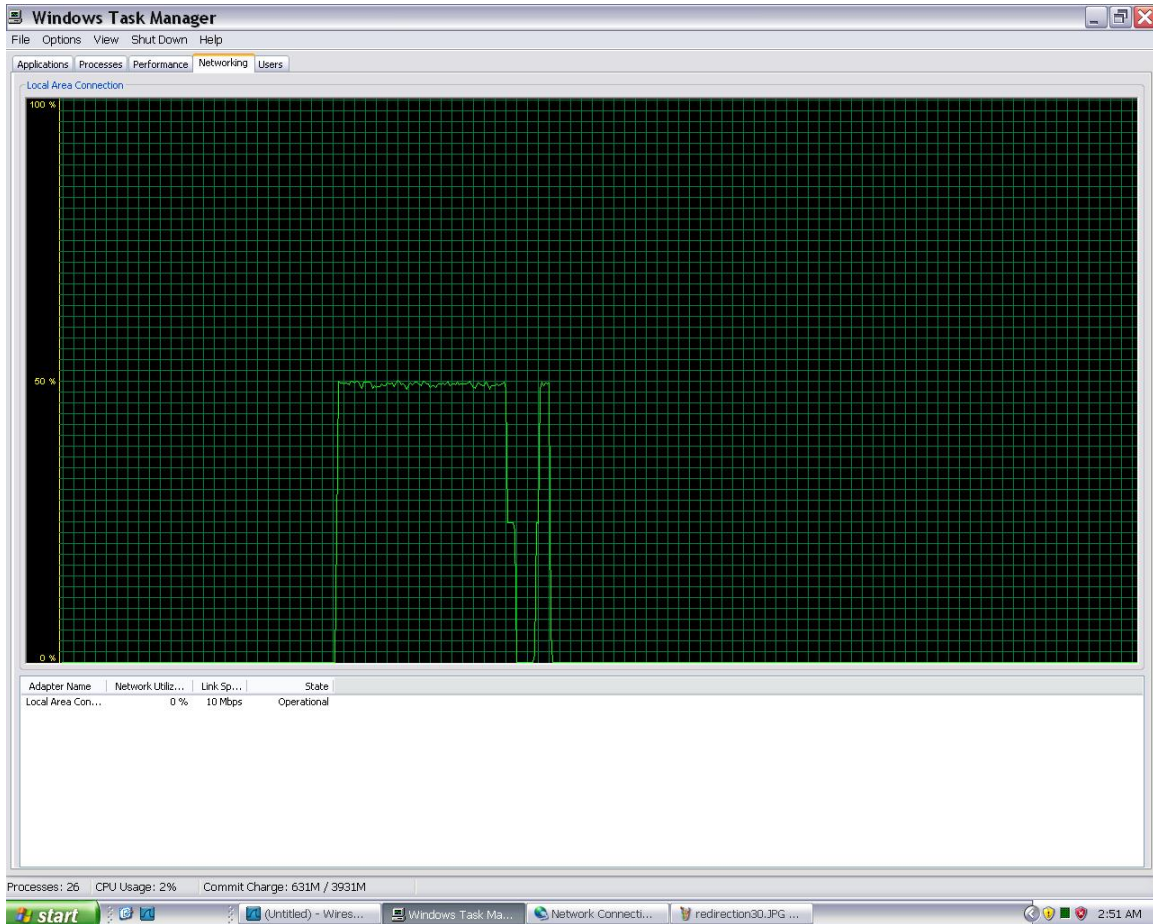 Windows Task Manager
File Options View Shut Down Help
Applications Processes Performance Networking Users
Local Area Connection
100 %
50 %
0 %
Adapter Name Network Utiliz... Link Sp... State
Local Area Con... 0 % 10 Mbps Operational
Processes: 26 CPU Usage: 2% Commit Charge: 631M / 3931M
start (Untitled) - Wires... Windows Task Ma... Network Connecti... redirection30.JPG ... 2:51 AM